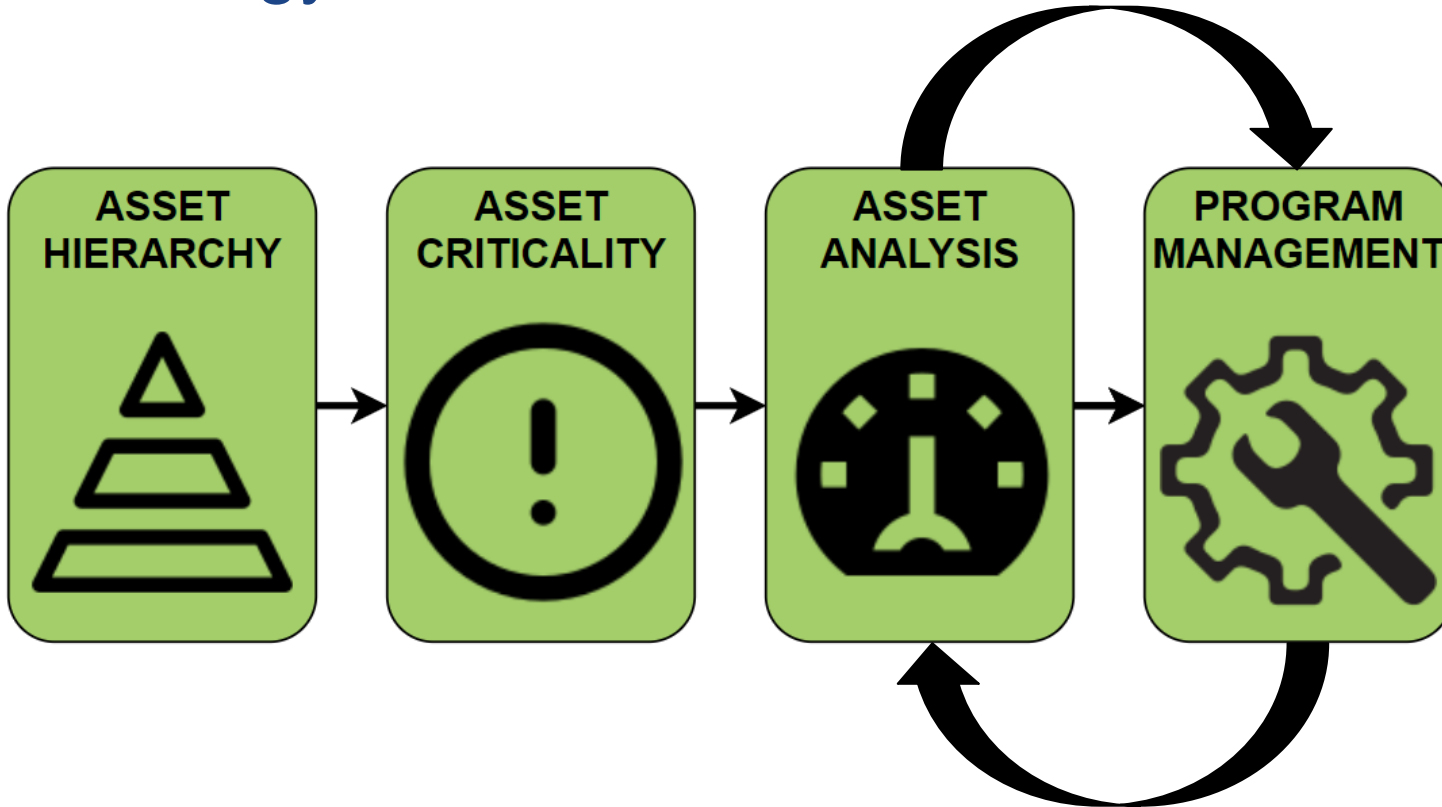 ASSET
HIERARCHY
ASSET
CRITICALITY
ASSET
ANALYSIS
PROGRAM
MANAGEMENT